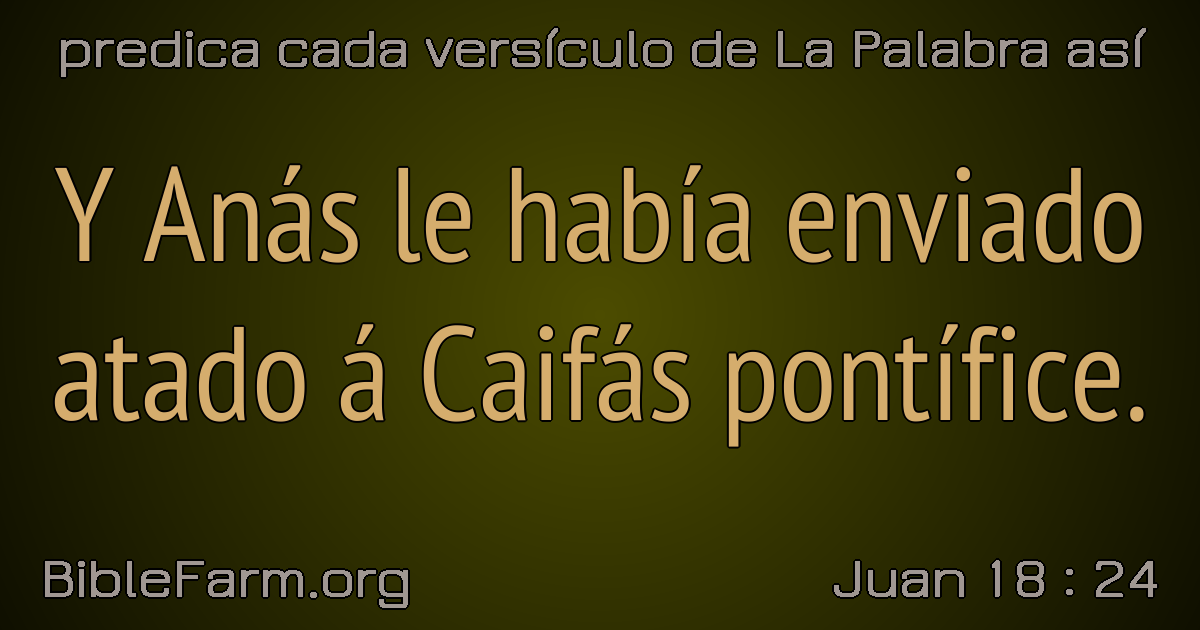 predica cada versículo de La Palabra así
Y Anás le había enviado
atado á Caifás pontífice.
BibleFarm.org
Juan 18 : 24